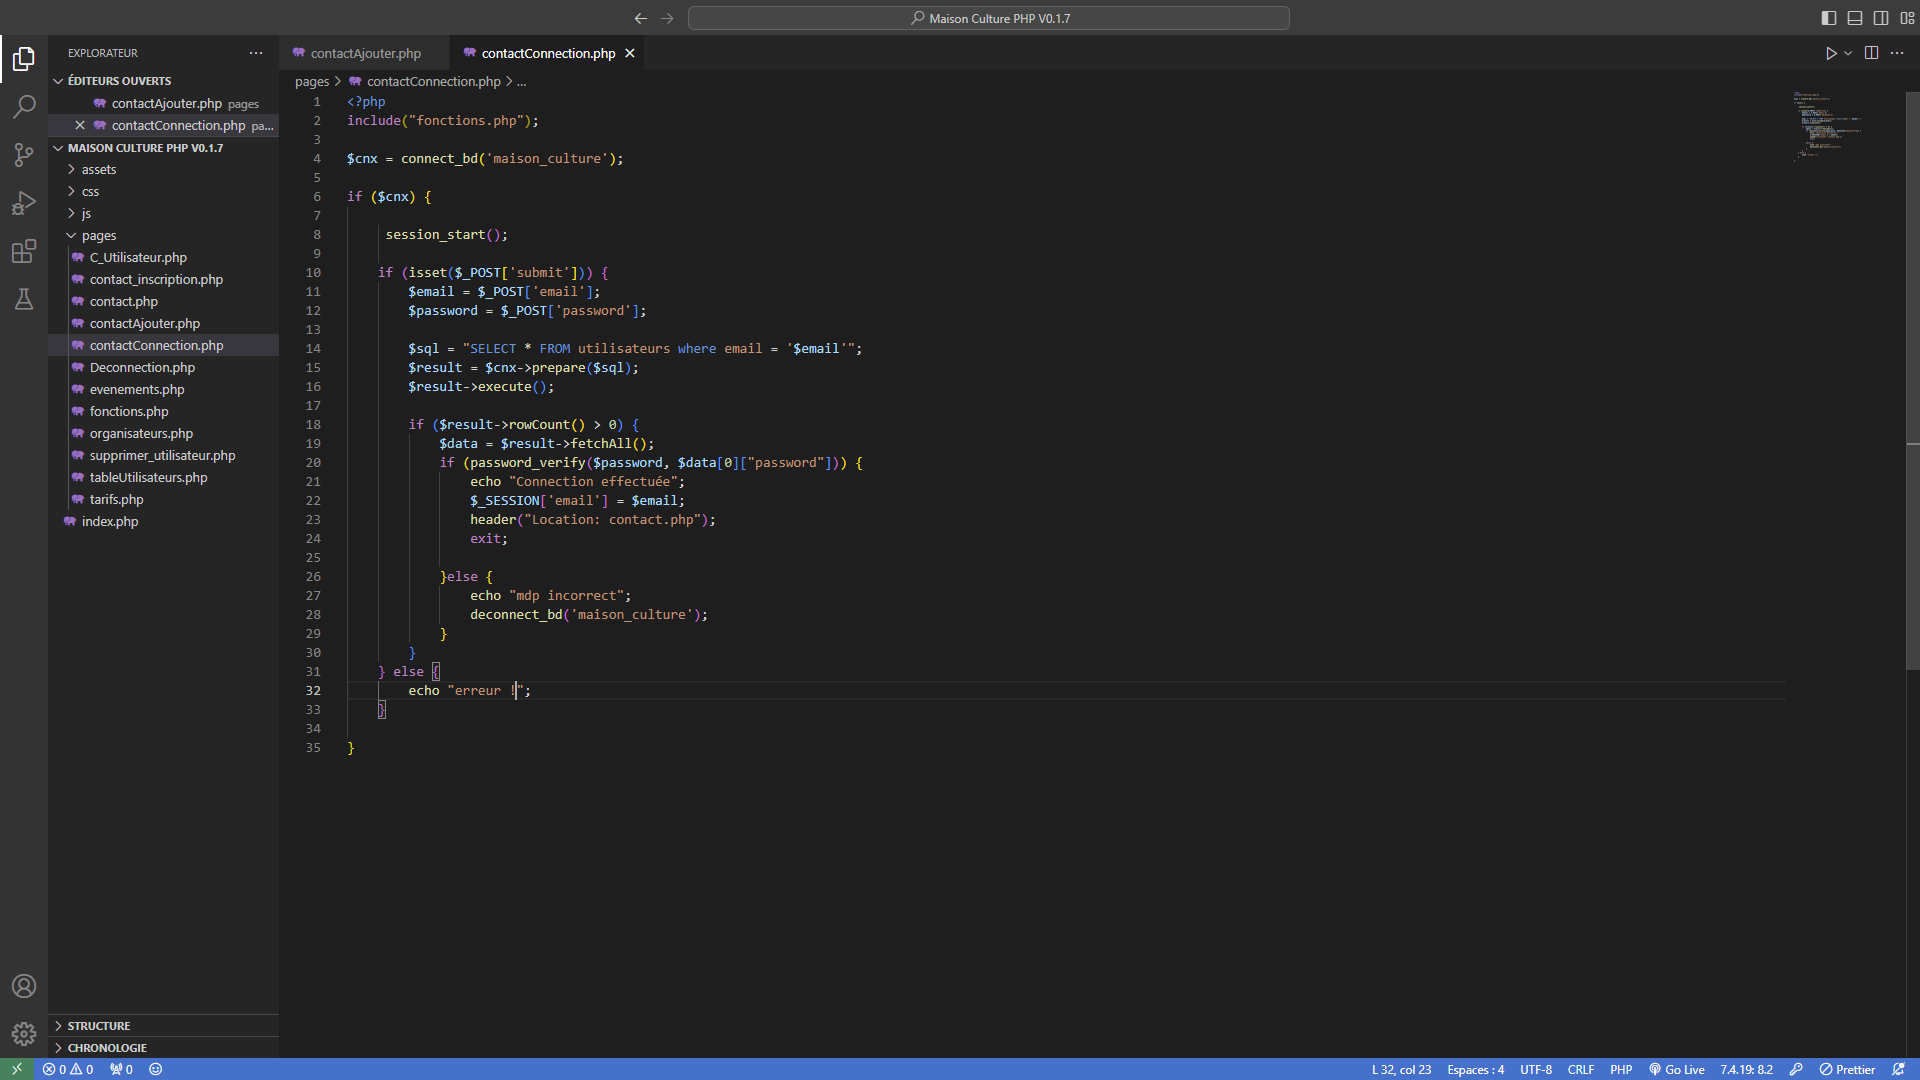 Maison Culture PHP V0.1.7
EXPLORATEUR
contactAjouter.php
contactConnection.php
ÉDITEURS OUVERTS
contactAjouter.php pages
contactConnection.php pa...
MAISON CULTURE PHP V0.1.7
assets
css
js
pages
C_Utilisateur.php
contact_inscription.php
contact.php
contactAjouter.php
contactConnection.php
Deconnection.php
evenements.php
fonctions.php
organisateurs.php
supprimer_utilisateur.php
tableUtilisateurs.php
tarifs.php
index.php
STRUCTURE
CHRONOLOGIE
pages > contactConnection.php > ...
1 <?php
2 include("fonctions.php");
3
4 $cnx = connect_bd('maison_culture');
5
6 if ($cnx) {
7
8 session_start();
9
10 if (isset($_POST['submit'])) {
11 $email = $_POST['email'];
12 $password = $_POST['password'];
13
14 $sql = "SELECT * FROM utilisateurs where email = '$email'";
15 $result = $cnx->prepare($sql);
16 $result->execute();
17
18 if ($result->rowCount() > 0) {
19 $data = $result->fetchAll();
20 if (password_verify($password, $data[0]["password"])) {
21 echo "Connection effectuée";
22 $_SESSION['email'] = $email;
23 header("Location: contact.php");
24 exit;
25
26 }else {
27 echo "mdp incorrect";
28 deconnect_bd('maison_culture');
29 }
30 }
31 } else {
32 echo "erreur !";
33 }
34
35 }
0 0 0
L 32, col 23 Espaces : 4 UTF-8 CRLF PHP Go Live 7.4.19: 8.2 Prettier